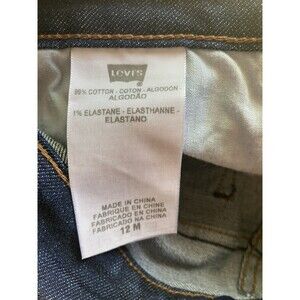 Levi's
99% COTTON - COTON - ALGODÓN -
ALGODÃO
1% ELASTANE - ELASTHANNE -
ELASTANO
MADE IN CHINA
FABRIQUÉ EN CHINE
FABRICADO EN CHINA
FABRICADO NA CHINA
12 M